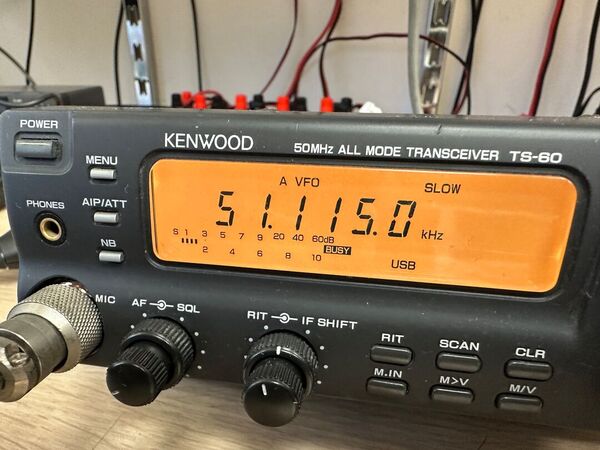 POWER
KENWOOD
50MHz ALL MODE TRANSCEIVER TS-60
MENU
A VFO
SLOW
PHONES
AIP/ATT
51.115.0 kHz
S 1 3 5 7 9 20 40 60dB
BUSY
2 4 6 8 10
NB
USB
MIC
AF SQL
RIT IF SHIFT
RIT
SCAN
CLR
M.IN
M>V
M/V